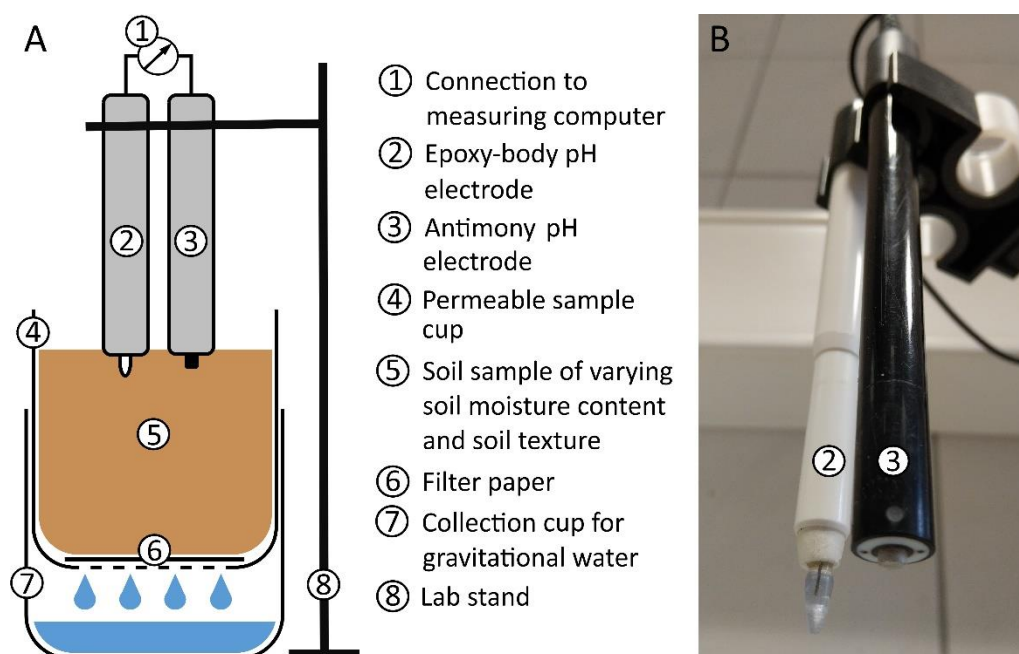 A
①
②
③
④
⑤
⑥
⑦
⑧
① Connection to
measuring computer
② Epoxy-body pH
electrode
③ Antimony pH
electrode
④ Permeable sample
cup
⑤ Soil sample of varying
soil moisture content
and soil texture
⑥ Filter paper
⑦ Collection cup for
gravitational water
⑧ Lab stand
B
②
③